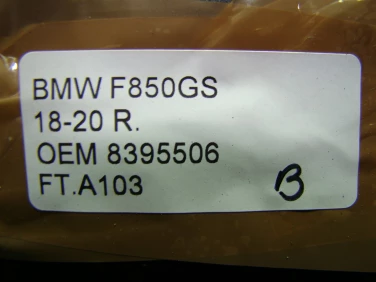 BMW F850GS
18-20 R.
OEM 8395506
FT.A103
B